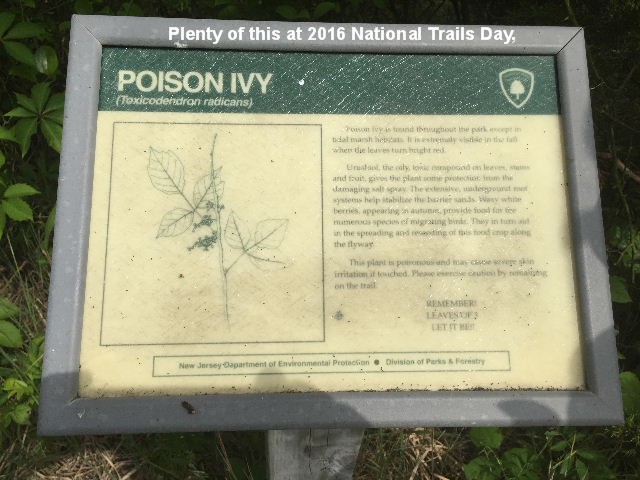 Plenty of this at 2016 National Trails Day,
POISON IVY
(Toxicodendron radicans)
Poison ivy is found throughout the park except in
tidal marsh habitats. It is extremely visible in the fall
when the leaves turn bright red.
Urushiol, the oily, toxic compound on leaves, stems
and fruit, gives the plant some protection from the
damaging salt spray. The extensive, underground root
systems help stabilize the barrier sands. Waxy white
berries, appearing in autumn, provide food for the
numerous species of migrating birds. They in turn aid
in the spreading and reseeding of this food crop along
the flyway.
This plant is poisonous and may cause severe skin
irritation if touched. Please exercise caution by remaining
on the trail.
REMEMBER!
LEAVES OF 3
LET IT BE!!
New Jersey Department of Environmental Protection ● Division of Parks & Forestry